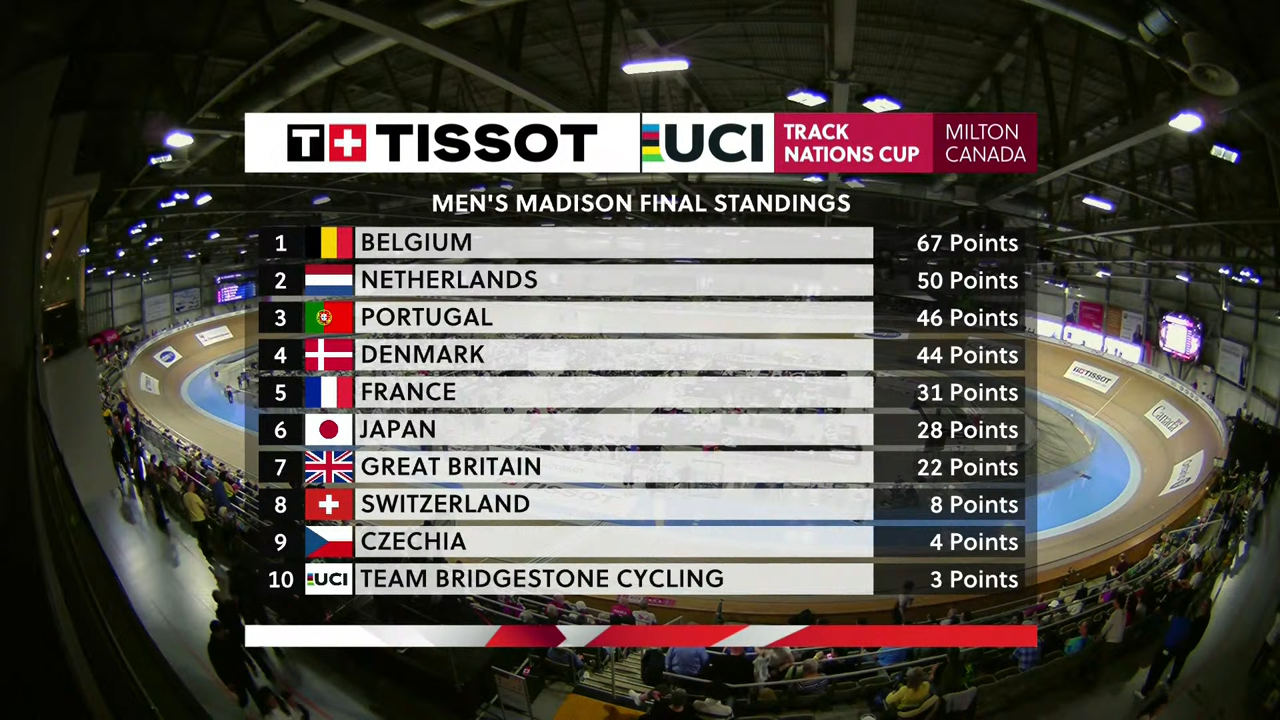 T+ TISSOT
UCI
TRACK
NATIONS CUP
MILTON
CANADA
MEN'S MADISON FINAL STANDINGS
1 BELGIUM 67 Points
2 NETHERLANDS 50 Points
3 PORTUGAL 46 Points
4 DENMARK 44 Points
5 FRANCE 31 Points
6 JAPAN 28 Points
7 GREAT BRITAIN 22 Points
8 SWITZERLAND 8 Points
9 CZECHIA 4 Points
10 UCI TEAM BRIDGESTONE CYCLING 3 Points
T+TISSOT
Canada